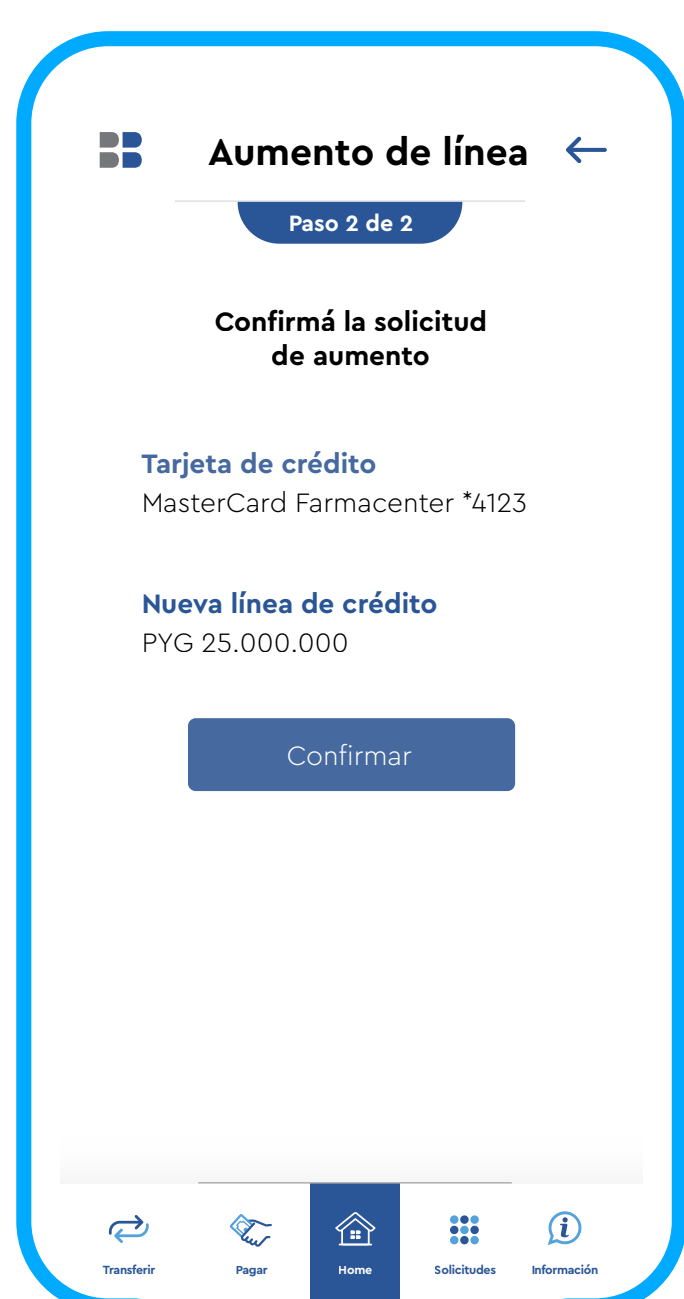 Aumento de línea
Paso 2 de 2
Confirmá la solicitud
de aumento
Tarjeta de crédito
MasterCard Farmacenter *4123
Nueva línea de crédito
PYG 25.000.000
Confirmar
Transferir
Pagar
Home
Solicitudes
Información